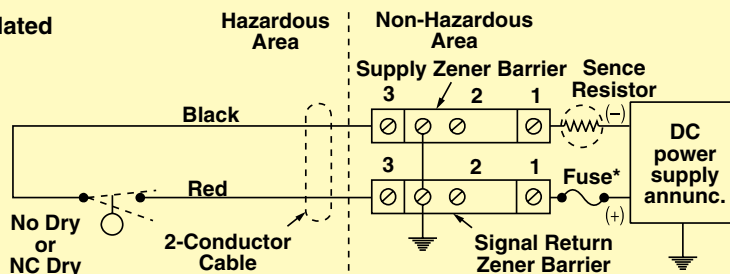 lated
Hazardous
Area
Non-Hazardous
Area
Supply Zener Barrier
Sence
Resistor
3
2
1
Black
(−)
DC
power
supply
annunc.
3
2
1
Fuse*
Red
(+)
No Dry
or
NC Dry
2-Conductor
Cable
Signal Return
Zener Barrier